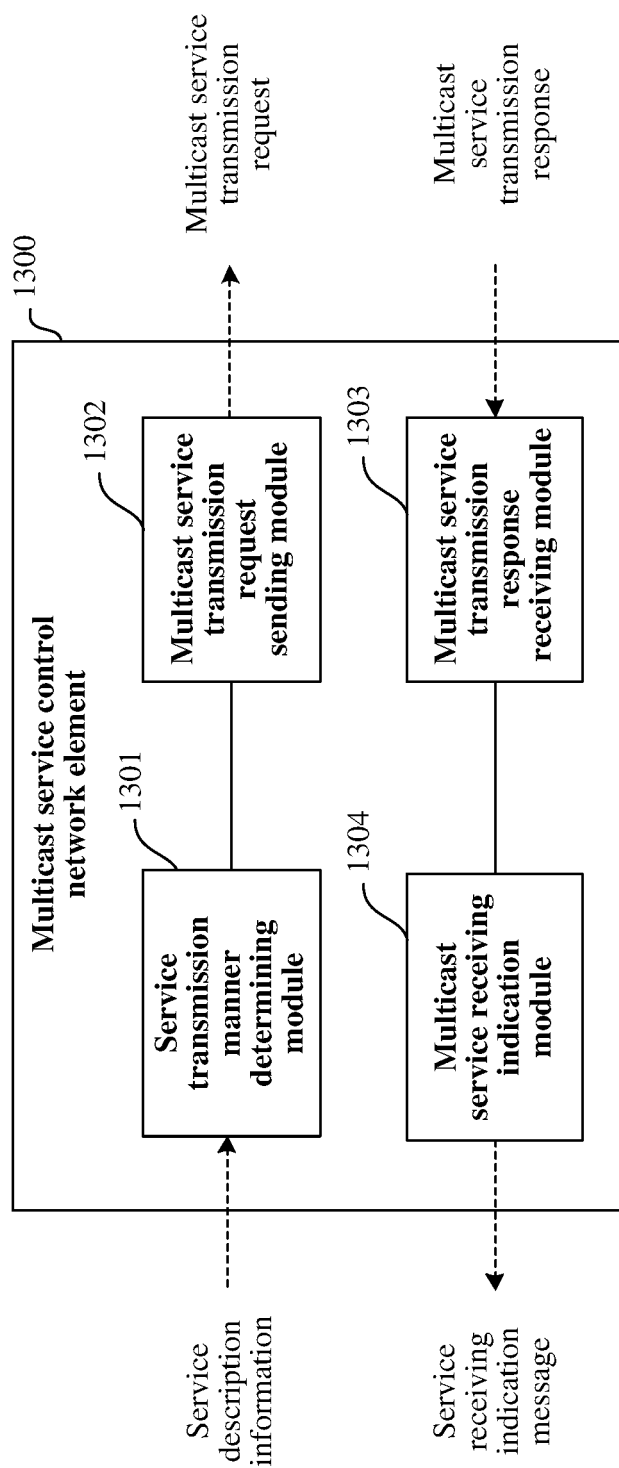 1300
Multicast service control
network element
1301
Service
transmission
manner
determining
module
1302
Multicast service
transmission
request
sending module
1304
Multicast
service receiving
indication
module
1303
Multicast service
transmission
response
receiving module
Service
description
information
Multicast service
transmission
request
Service
receiving
indication
message
Multicast
service
transmission
response